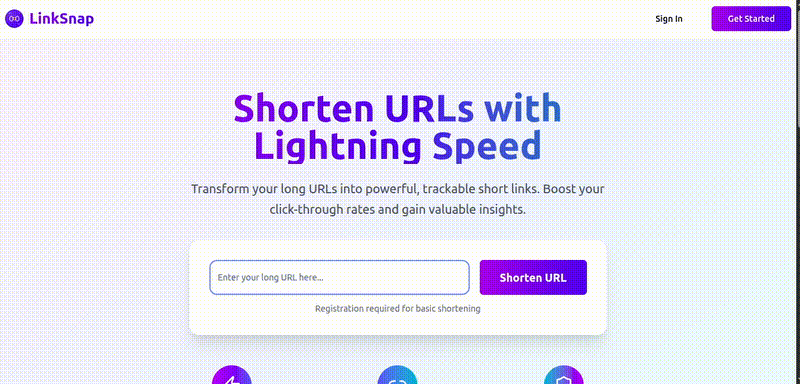 LinkSnap
Sign In
Get Started
Shorten URLs with
Lightning Speed
Transform your long URLs into powerful, trackable short links. Boost your
click-through rates and gain valuable insights.
Enter your long URL here...
Shorten URL
Registration required for basic shortening